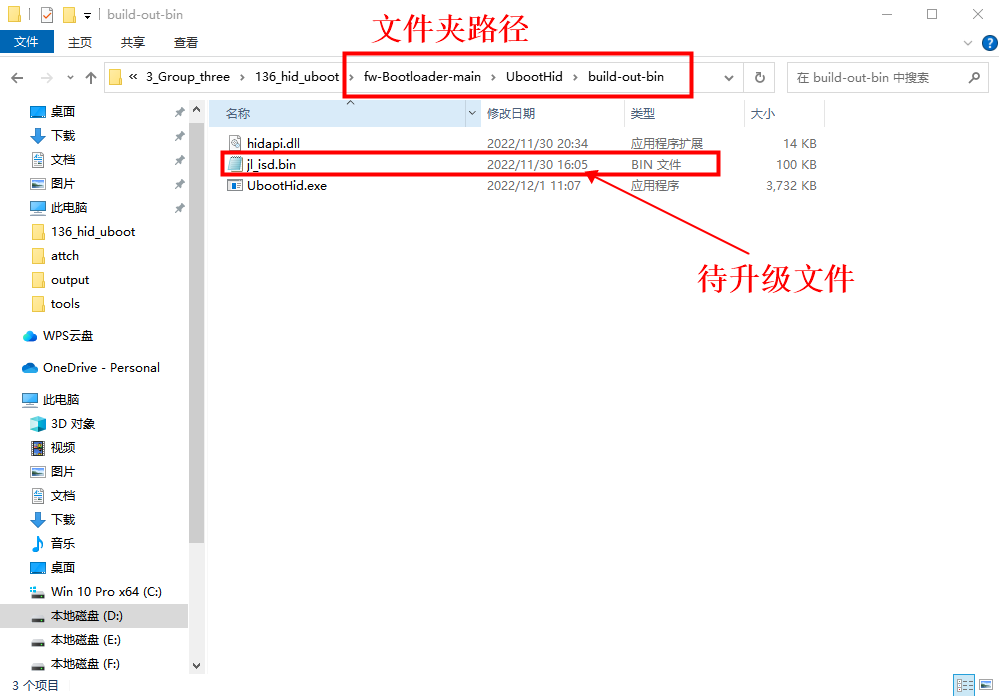 build-out-bin
文件夹路径
文件 主页 共享 查看
« 3_Group_three › 136_hid_uboot › fw-Bootloader-main › UbootHid › build-out-bin
在 build-out-bin 中搜索
名称 修改日期 类型 大小
hidapi.dll 2022/11/30 20:34 应用程序扩展 14 KB
jl_isd.bin 2022/11/30 16:05 BIN 文件 100 KB
UbootHid.exe 2022/12/1 11:07 应用程序 3,732 KB
待升级文件
桌面
下载
文档
图片
此电脑
136_hid_uboot
attch
output
tools
WPS云盘
OneDrive - Personal
此电脑
3D 对象
视频
图片
文档
下载
音乐
桌面
Win 10 Pro x64 (C:)
本地磁盘 (D:)
本地磁盘 (E:)
本地磁盘 (F:)
3 个项目